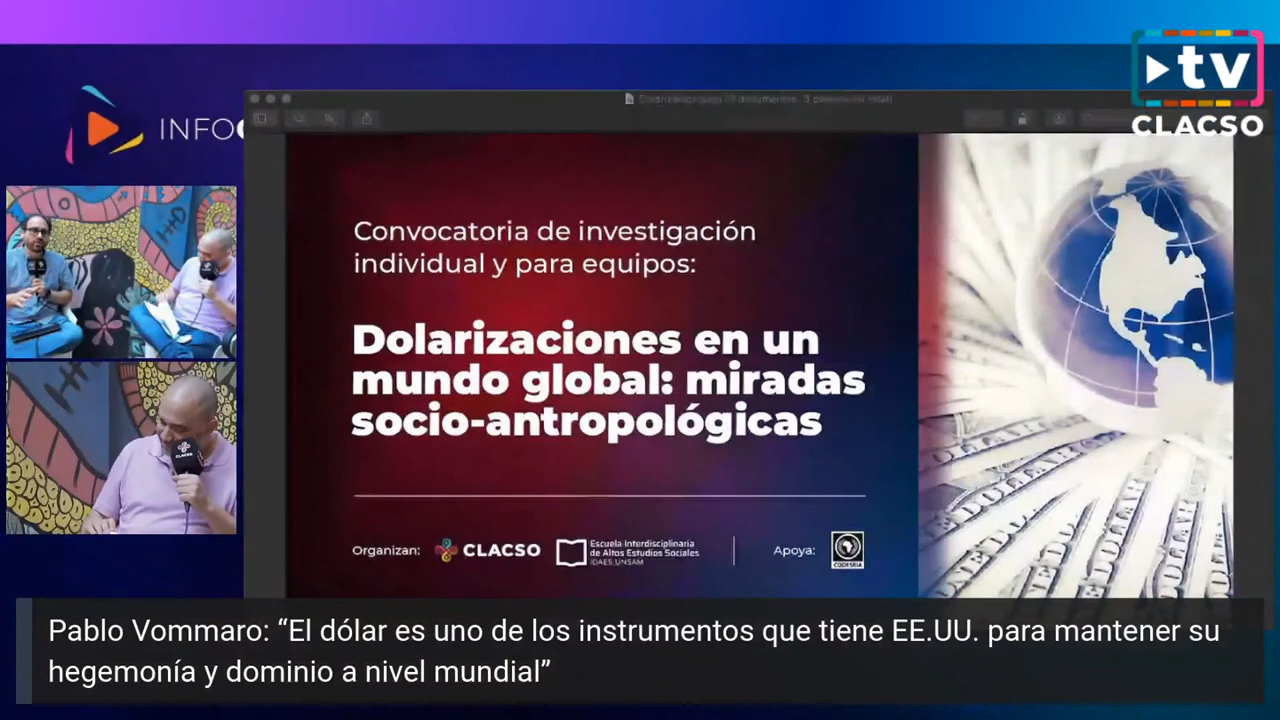 tv
CLACSO
INFO
Convocatoria de investigación
individual y para equipos:
Dolarizaciones en un
mundo global: miradas
socio-antropológicas
Organizan:
CLACSO
Escuela Interdisciplinaria
de Altos Estudios Sociales
IDAES_UNSAM
Apoya:
CODESRIA
Pablo Vommaro: “El dólar es uno de los instrumentos que tiene EE.UU. para mantener su
hegemonía y dominio a nivel mundial”